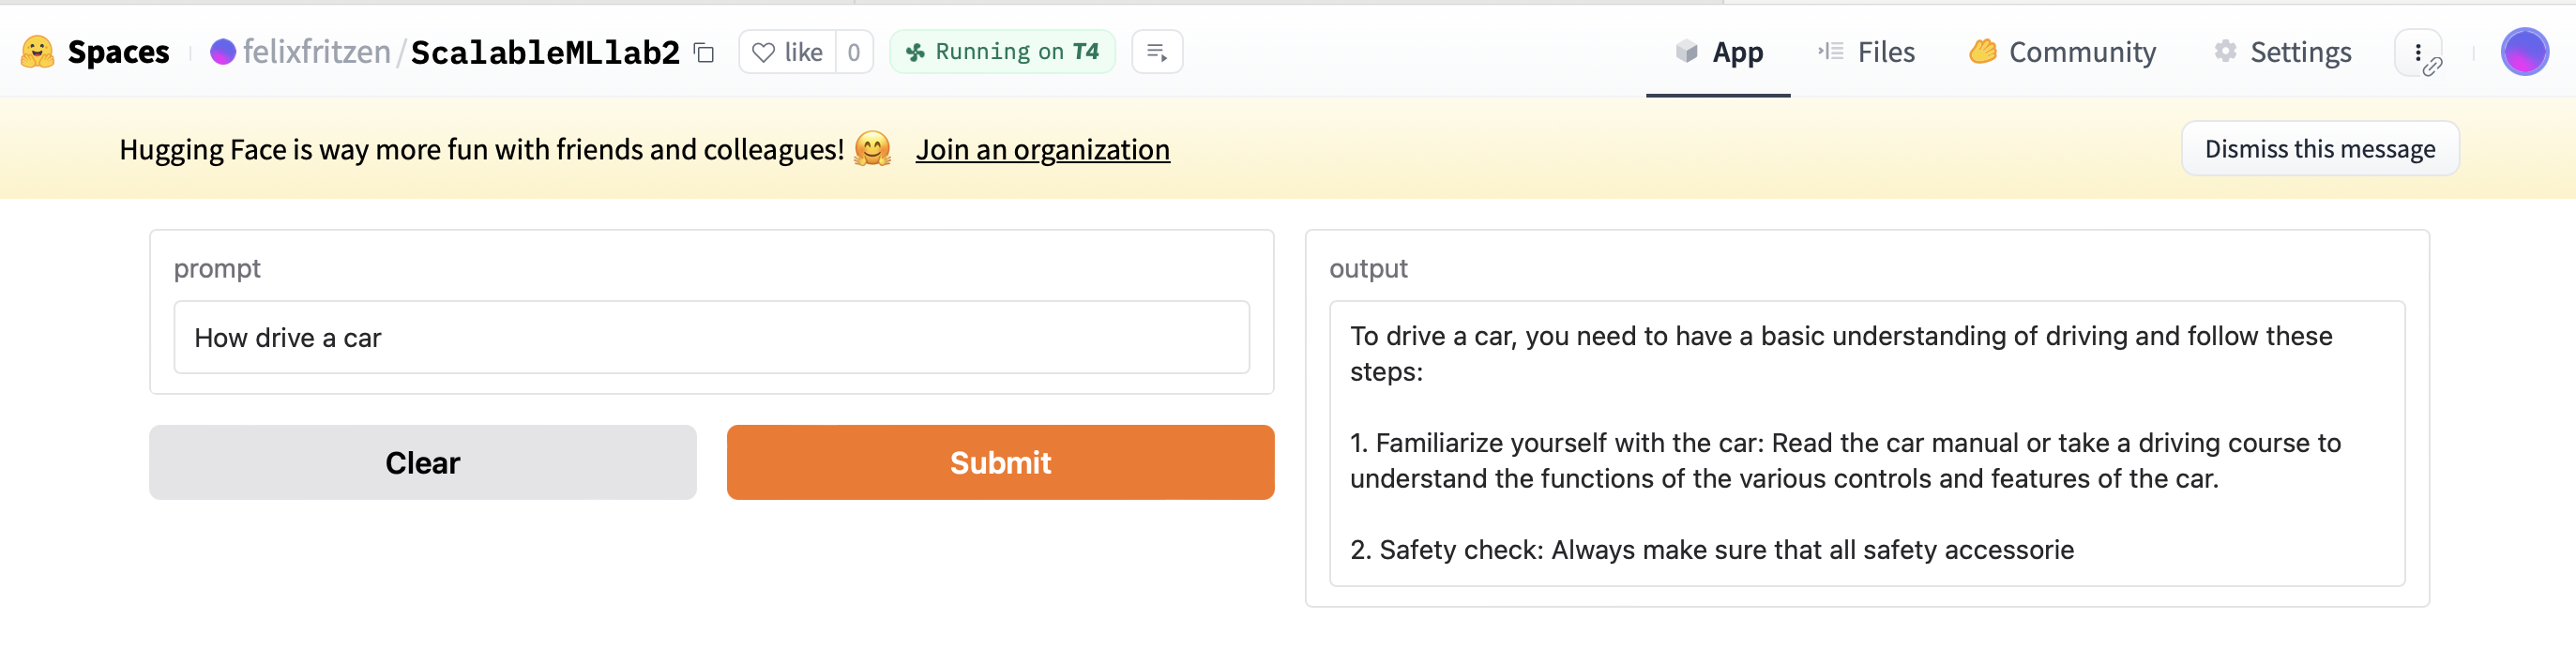 Spaces felixfritzen/ScalableMLlab2 like 0 Running on T4 App Files Community Settings
Hugging Face is way more fun with friends and colleagues! 🤗 Join an organization Dismiss this message
prompt
How drive a car
Clear Submit
output
To drive a car, you need to have a basic understanding of driving and follow these
steps:
1. Familiarize yourself with the car: Read the car manual or take a driving course to
understand the functions of the various controls and features of the car.
2. Safety check: Always make sure that all safety accessorie